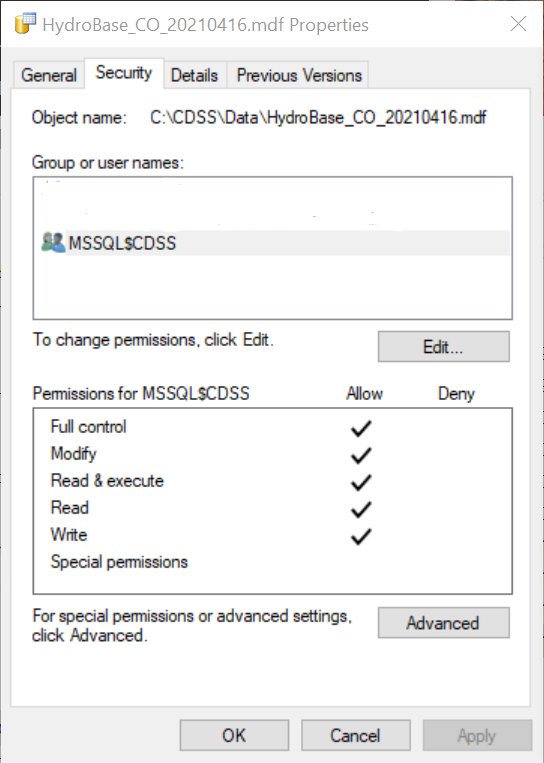 HydroBase_CO_20210416.mdf Properties
General Security Details Previous Versions
Object name: C:\CDSS\Data\HydroBase_CO_20210416.mdf
Group or user names:
MSSQL$CDSS
To change permissions, click Edit.
Edit...
Permissions for MSSQL$CDSS Allow Deny
Full control
Modify
Read & execute
Read
Write
Special permissions
For special permissions or advanced settings,
click Advanced.
Advanced
OK Cancel Apply